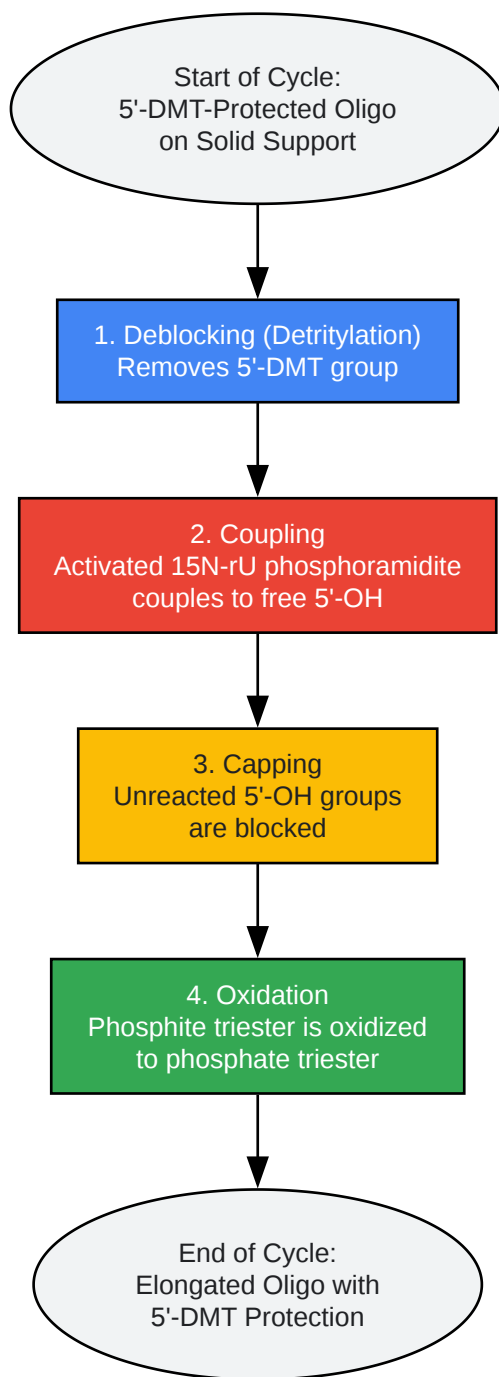 Start of Cycle:
5'-DMT-Protected Oligo
on Solid Support
1. Deblocking (Detritylation)
Removes 5'-DMT group
2. Coupling
Activated 15N-rU phosphoramidite
couples to free 5'-OH
3. Capping
Unreacted 5'-OH groups
are blocked
4. Oxidation
Phosphite triester is oxidized
to phosphate triester
End of Cycle:
Elongated Oligo with
5'-DMT Protection